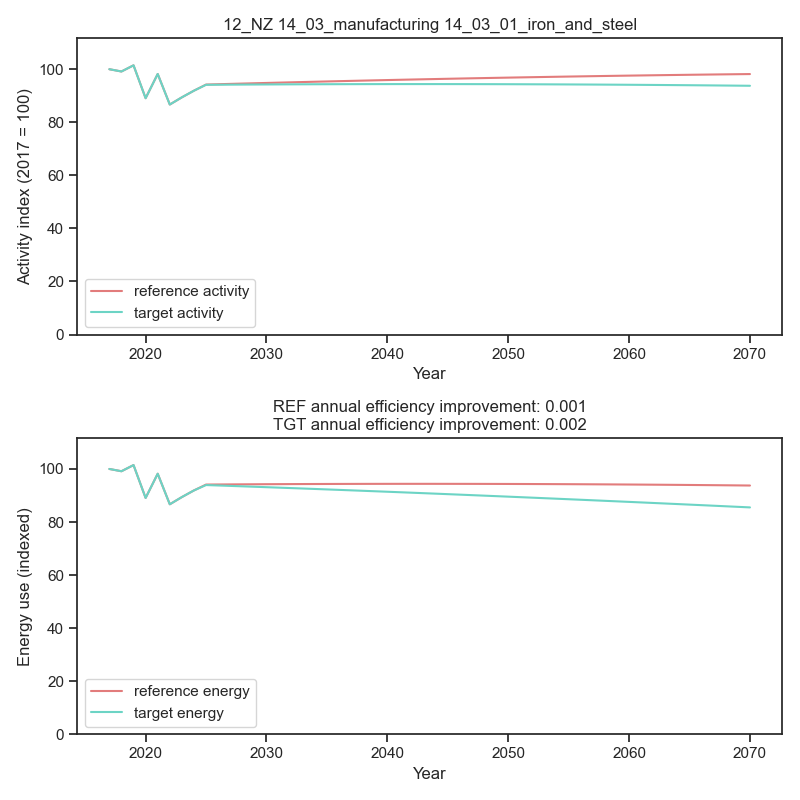 12_NZ 14_03_manufacturing 14_03_01_iron_and_steel
Activity index (2017 = 100)
100
80
60
40
20
0
reference activity
target activity
2020 2030 2040 2050 2060 2070
Year
REF annual efficiency improvement: 0.001
TGT annual efficiency improvement: 0.002
Energy use (indexed)
100
80
60
40
20
0
reference energy
target energy
2020 2030 2040 2050 2060 2070
Year